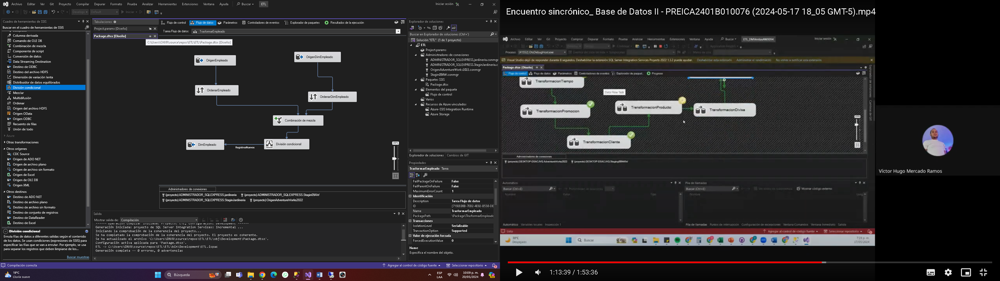 Archivo Editar Ver Git Proyecto Compilar Depurar Formato Prueba Analizar Herramientas Extensiones Ventana Ayuda Buscar ETL Iniciar sesión
Develop Default Iniciar
Cuadro de herramientas de SSIS
Buscar en el cuadro de herramientas de SSIS
Columna derivada
Comando de OLE DB
Combinación de mezcla
Componente de script
Conversión de datos
Data Streaming Destination
Destino de ODBC
Destino del archivo HDFS
Dimensión de variación lenta
Distribuidor de datos equilibrados
División condicional
Mezclar
Multidifusión
Ordenar
Origen del archivo HDFS
Origen OData
Origen ODBC
Recuento de filas
Unión de todo
Azure
Otras transformaciones
Otros orígenes
CDC Source
Origen de ADO NET
Origen de archivo plano
Origen de archivo sin formato
Origen de Excel
Origen de OLE DB
Origen XML
Otros destinos
Destino de ADO NET
Destino de archivo plano
Destino de archivo sin formato
Destino de conjunto de registros
Destino de DataReader
Destino de Excel
División condicional
Enruta filas de datos a diferentes salidas según el contenido
de los datos. Se usan condiciones (expresiones de SSIS) para
especificar las filas que se van a enrutar. Por ejemplo, se usa
para separar los registros que deben limpiarse de los...
Buscar muestras
Tabulaciones
Project.params [Diseño]
Package.dtsx [Diseño]
C:\Users\OXKR\source\repos\ETL\ETL\Package.dtsx [Diseño]
Flujo de control Flujo de datos Parámetros Controladores de eventos Explorador de paquetes Resultados de la ejecución
Tarea Flujo de datos: TrasformarEmpleado
OrigenEmpleado
OrigenDimEmpleado
OrdenarEmpleado
OrdenarDimEmpleado
Combinación de mezcla
DimEmpleado
RegistrosNuevos
División condicional
100%
Administradores de conexiones
(proyecto) ADMINISTRADOR_SQLEXPRESS.jardineria (proyecto) ADMINISTRADOR_SQLEXPRESS.Stagin09AW
(proyecto) ADMINISTRADOR_SQLEXPRESS.StaginJardineria (proyecto) OrigenAdventureWorks2022
Salida
Mostrar salida de: Compilación
Generación iniciada: proyecto de SQL Server Integration Services: Incremental ...
Iniciando la comprobación de la coherencia del proyecto...
Se ha completado la comprobación de la coherencia del proyecto. El proyecto es coherente.
Se ha actualizado el archivo 'C:\Users\OXKR\source\repos\ETL\ETL\obj\Development\Package.dtsx'.
Configuración activa aplicada para 'Package.dtsx'.
ETL -> C:\Users\OXKR\source\repos\ETL\ETL\bin\Development\ETL.ispac
Generación completa -- 0 errores, 0 advertencias
Explorador de soluciones
Buscar en Explorador de soluciones (Ctrl+')
Solución "ETL" (1 de 1 proyecto)
ETL
Project.params
Administradores de conexiones
ADMINISTRADOR_SQLEXPRESS.jardineria.conmgr
ADMINISTRADOR_SQLEXPRESS.StaginJardineria.c
OrigenAdventureWorks2022.conmgr
Stagin09AW.conmgr
Paquetes SSIS
Package.dtsx
Elementos del paquete
Flujo de control
Varios
Recursos de Azure vinculados
Azure-SSIS Integration Runtime
Azure Storage
Explorador de soluciones Cambios de GIT
Propiedades
TrasformarEmpleado Tarea
FailPackageOnFailure False
FailParentOnFailure False
MaximumErrorCount 1
Identificación
Description Tarea Flujo de datos
ID {7192E08B-7EB2-4E82-B530-DE
Name TrasformarEmpleado
PackagePath \Package\TrasformarEmpleado
Transacciones
IsolationLevel Serializable
TransactionOption Supported
Valor de ejecución forzada
ForcedExecutionValue 0
Name
Especifica el nombre del objeto.
Compilación correcta Agregar al control de código fuente Seleccionar repositorio 1
19°C
Lluvia suave
Búsqueda
ESP
LAA
10:09 p. m.
20/05/2024
Encuentro sincrónico_ Base de Datos II - PREICA2401B010076 (2024-05-17 18_05 GMT-5).mp4
Archivo Editar Ver Git Proyecto Compilar Depurar Formato Prueba Analizar Herramientas Extensiones Ventana Ayuda Buscar ETL_DMVentasAW0094 Iniciar sesión
Continuar
Proceso: [41552] DtsDebugHost.exe
Visual Studio dejó de responder durante 8 segundos. Deshabilitar la extensión SQL Server Integration Services Projects 2022 1.3.2 puede ayudar. Deshabilitar esta extensión Administrar el rendimiento No volver a notificar esta extensión
Package.dtsx [Diseño]
Flujo de control Flujo de datos Parámetros Controladores de eventos Explorador de paquet... Progreso
TransformacionTiempo
Data Flow Task
TransformacionPromocion
TransformacionProducto
TransformacionDivisa
TransformacionCliente
100%
Explorador de soluciones
Cambios de GIT
Administradores de conexiones
(proyecto) DESKTOP-DSACJVQ.AdventureWorks2022 (proyecto) DESKTOP-DSACJVQ.Staging0094AW
Automático
Buscar (Ctrl+E)
Nombre Valor Tipo
Pila de llamadas
Buscar (Ctrl+E) Mostrar código externo
Nombre Leng
Automático Variables locales Inspección 1
Pila de llamadas Puntos de interrupción Configuración de excepciones Ventana Comandos Ventana Inmediato Salida
Listo Agregar al control de código fuente Seleccionar repositorio
30°C
Despejado
Buscar
7:19 p. m.
17/05/2024
Víctor Hugo Mercado Ramos
1:13:39 / 1:53:36